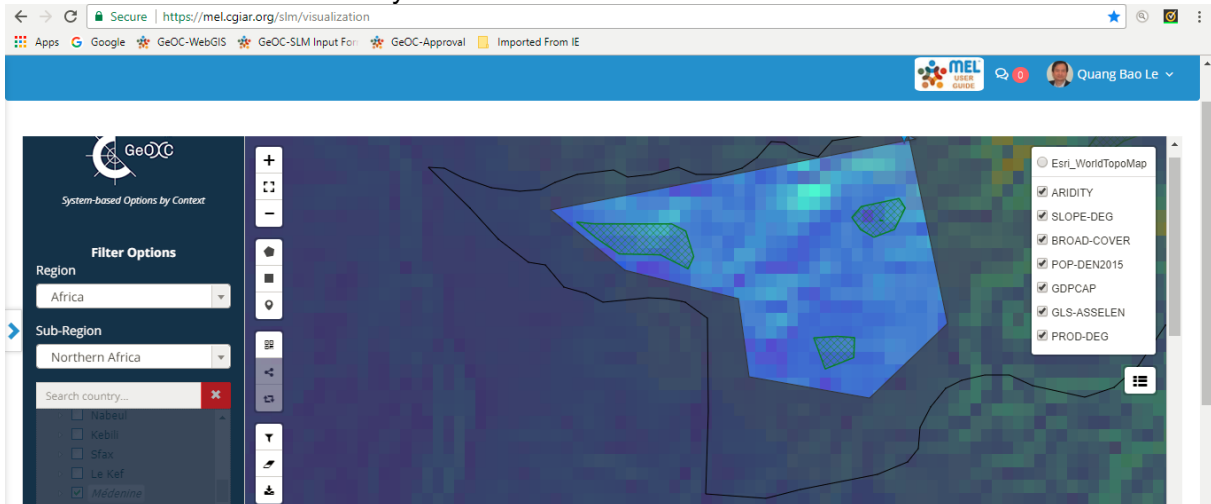 Secure | https://mel.cgiar.org/slm/visualization
Apps Google GeOC-WebGIS GeOC-SLM Input For GeOC-Approval Imported From IE
MEL USER GUIDE 0 Quang Bao Le
GeOC
System-based Options by Context
Filter Options
Region
Africa
Sub-Region
Northern Africa
Search country...
Nabeul
Kebili
Sfax
Le Kef
Médenine
Esri_WorldTopoMap
ARIDITY
SLOPE-DEG
BROAD-COVER
POP-DEN2015
GDPCAP
GLS-ASSELEN
PROD-DEG